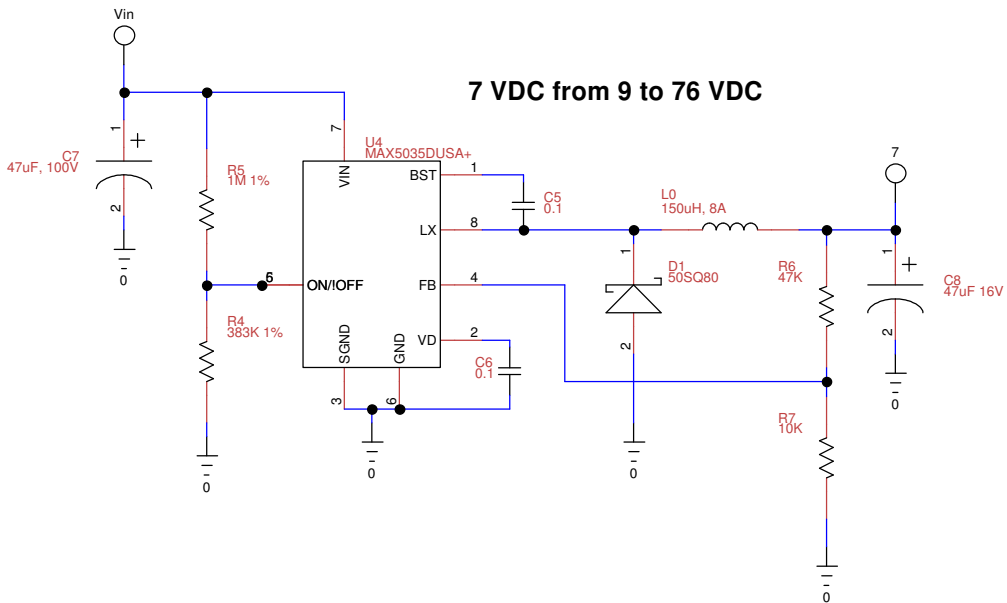 Vin
7 VDC from 9 to 76 VDC
1
+
C7
47uF, 100V
2
0
R5
1M 1%
7
U4
MAX5035DUSA+
VIN
BST
1
C5
0.1
LX
8
6
ON/!OFF
FB
4
R4
383K 1%
VD
2
C6
0.1
SGND
GND
3
6
0
0
1
D1
50SQ80
2
0
L0
150uH, 8A
7
R6
47K
1
+
C8
47uF 16V
2
0
R7
10K
0